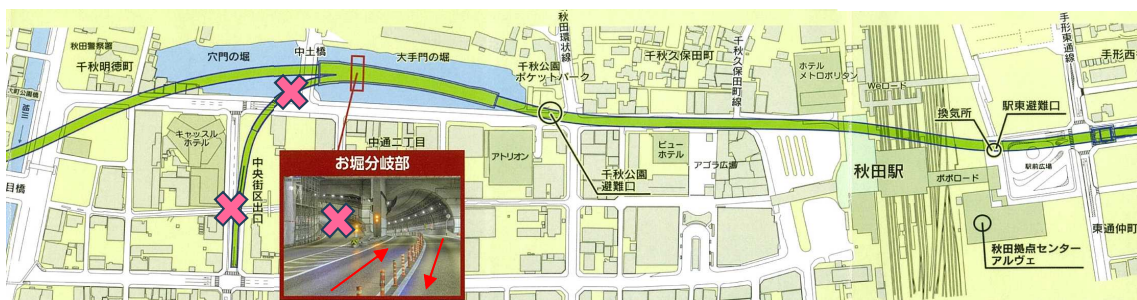 秋田警察署
千秋明徳町
穴門の堀
中土橋
大手門の堀
秋田環状線
千秋公園
ポケットパーク
千秋久保田町
千秋久保田町線
ホテル
メトロポリタン
Weロード
手形東通線
手形西
換気所
駅東避難口
大町公園橋
旭川
キャッスル
ホテル
中央街区出口
中通二丁目
アトリオン
千秋公園
避難口
ビュー
ホテル
アゴラ広場
秋田駅
ポポロード
駅前広場
目橋
お堀分岐部
秋田拠点センター
アルヴェ
東通仲町